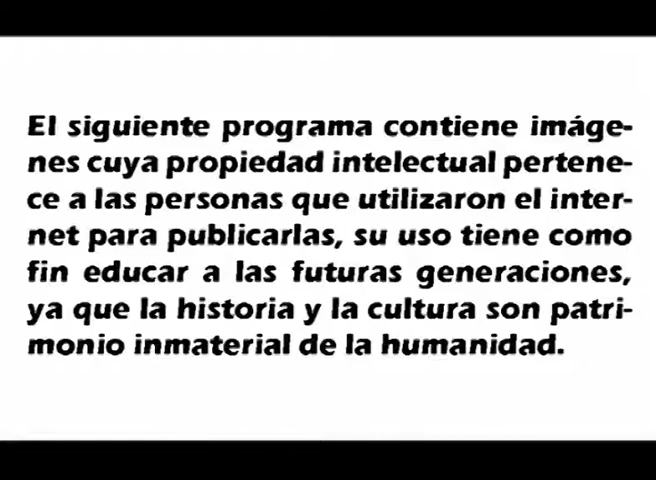 El siguiente programa contiene imáge-
nes cuya propiedad intelectual pertene-
ce a las personas que utilizaron el inter-
net para publicarlas, su uso tiene como
fin educar a las futuras generaciones,
ya que la historia y la cultura son patri-
monio inmaterial de la humanidad.